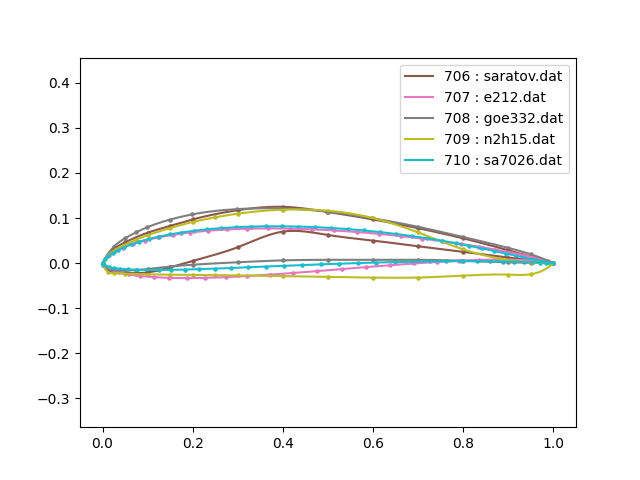 706 : saratov.dat
707 : e212.dat
708 : goe332.dat
709 : n2h15.dat
710 : sa7026.dat
0.4
0.3
0.2
0.1
0.0
−0.1
−0.2
−0.3
0.0 0.2 0.4 0.6 0.8 1.0